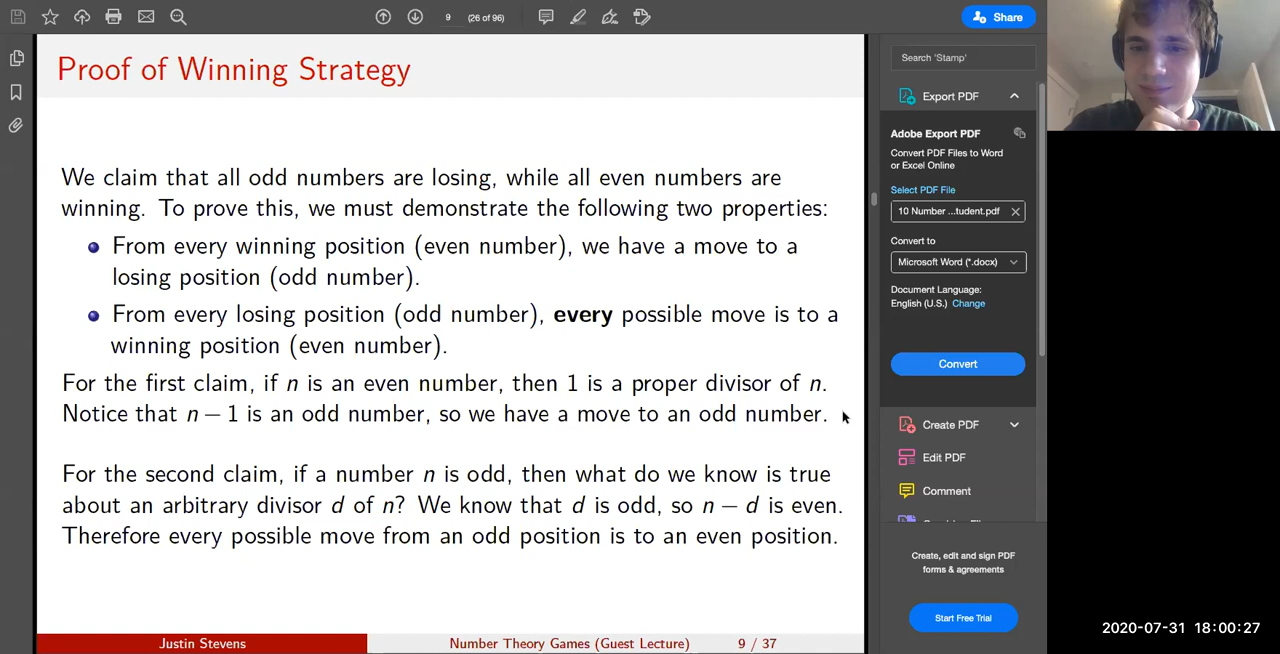 9 (26 of 96)
Share
Proof of Winning Strategy
We claim that all odd numbers are losing, while all even numbers are
winning. To prove this, we must demonstrate the following two properties:
From every winning position (even number), we have a move to a
losing position (odd number).
From every losing position (odd number), every possible move is to a
winning position (even number).
For the first claim, if n is an even number, then 1 is a proper divisor of n.
Notice that n − 1 is an odd number, so we have a move to an odd number.
For the second claim, if a number n is odd, then what do we know is true
about an arbitrary divisor d of n? We know that d is odd, so n − d is even.
Therefore every possible move from an odd position is to an even position.
Justin Stevens
Number Theory Games (Guest Lecture)
9 / 37
Search 'Stamp'
Export PDF
Adobe Export PDF
Convert PDF Files to Word
or Excel Online
Select PDF File
10 Number ...tudent.pdf
Convert to
Microsoft Word (*.docx)
Document Language:
English (U.S.) Change
Convert
Create PDF
Edit PDF
Comment
Create, edit and sign PDF
forms & agreements
Start Free Trial
2020-07-31 18:00:27